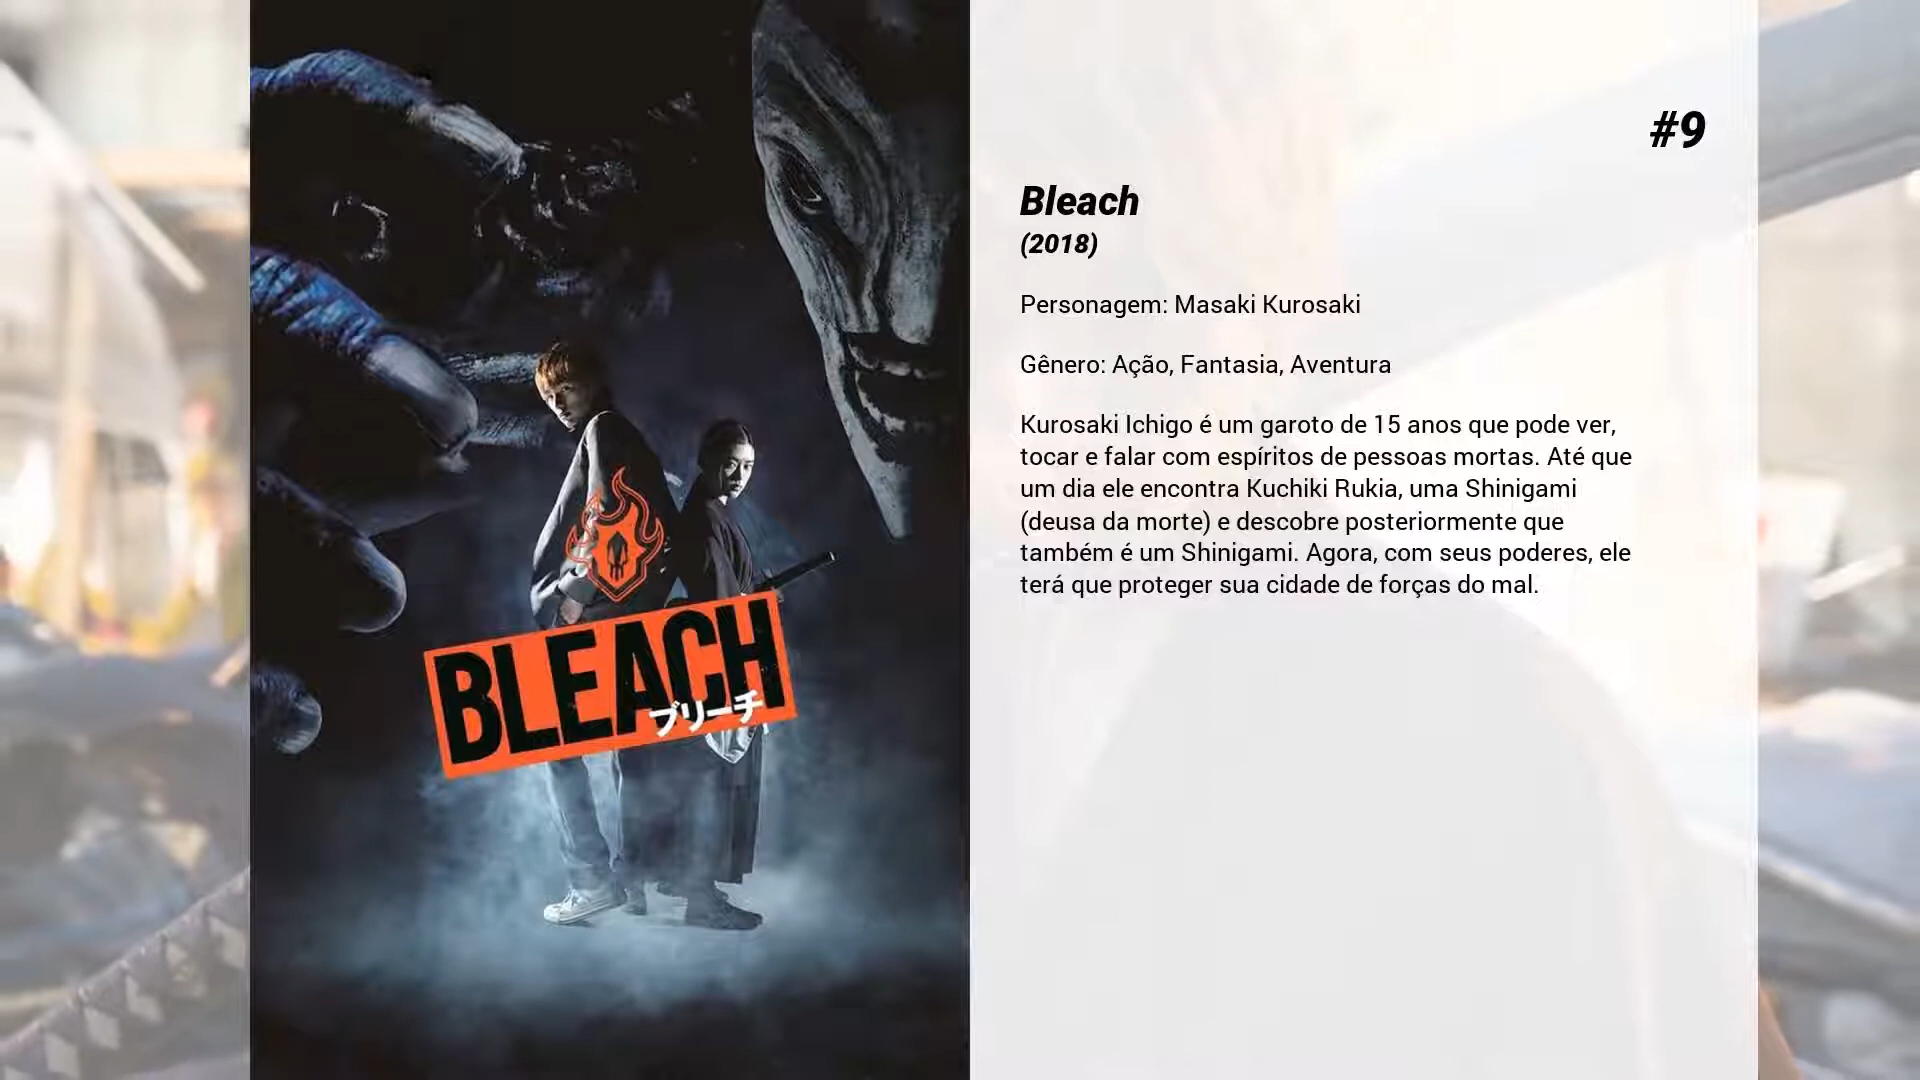 BLEACH
ブリーチ
#9
Bleach
(2018)
Personagem: Masaki Kurosaki
Gênero: Ação, Fantasia, Aventura
Kurosaki Ichigo é um garoto de 15 anos que pode ver,
tocar e falar com espíritos de pessoas mortas. Até que
um dia ele encontra Kuchiki Rukia, uma Shinigami
(deusa da morte) e descobre posteriormente que
também é um Shinigami. Agora, com seus poderes, ele
terá que proteger sua cidade de forças do mal.